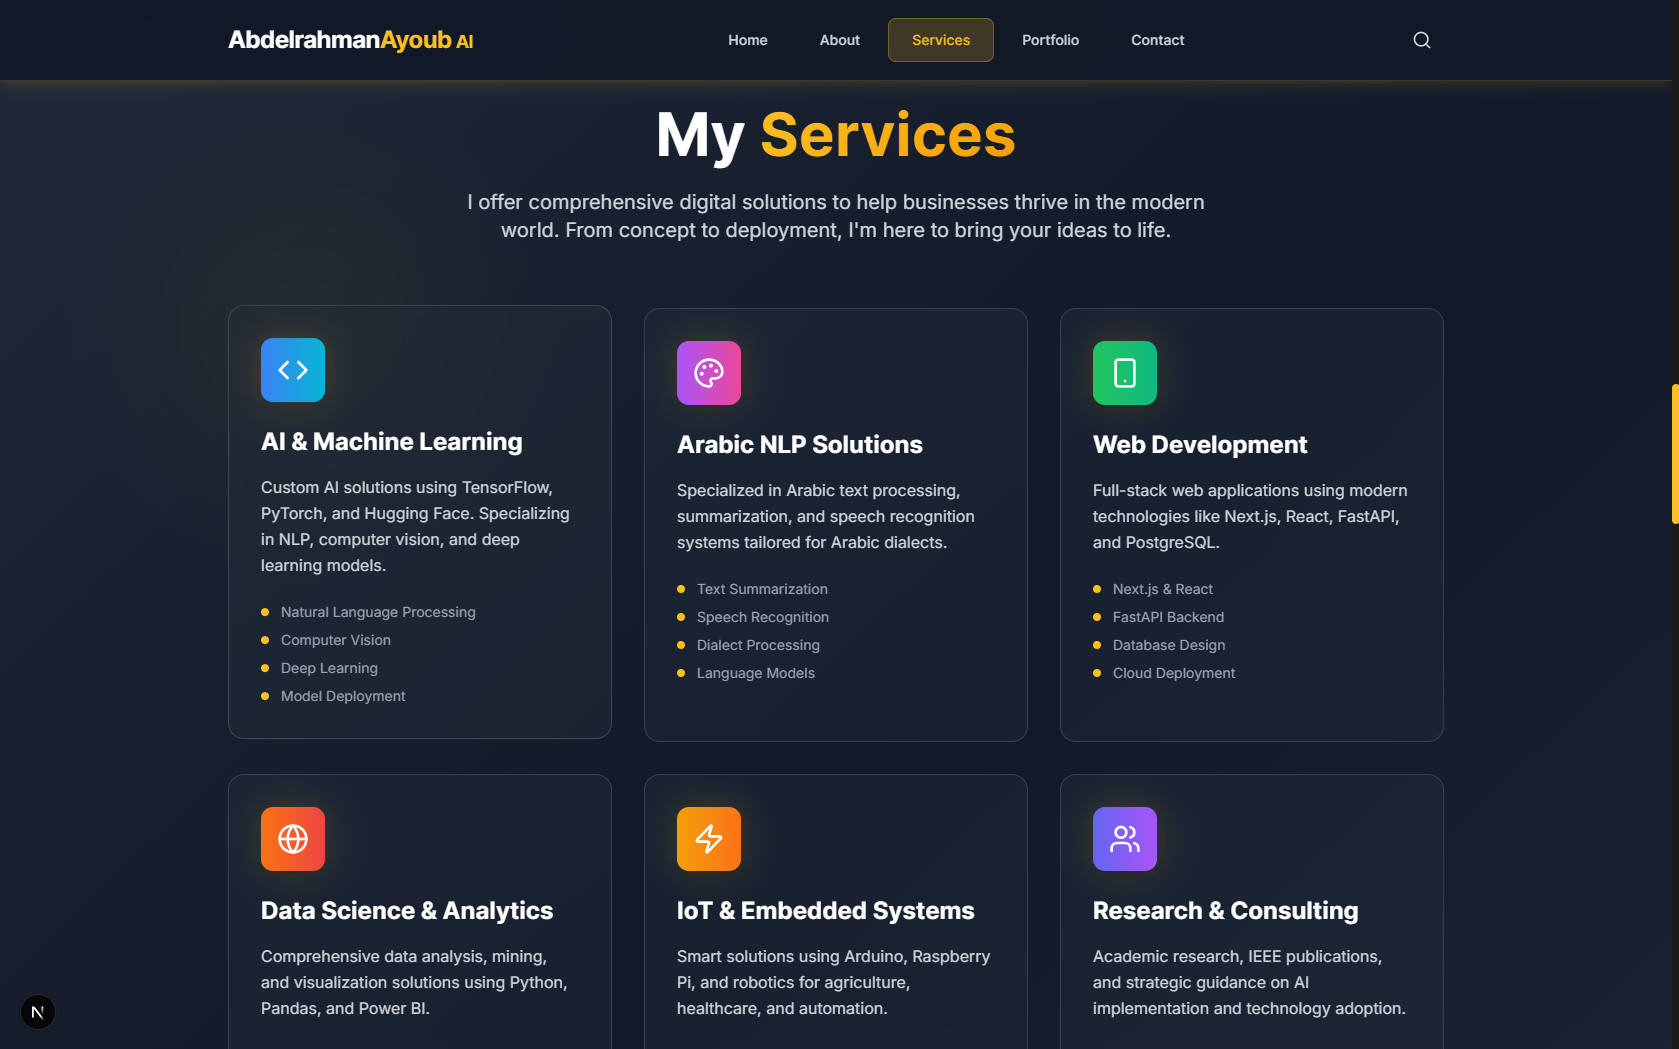 AbdelrahmanAyoub AI
Home
About
Services
Portfolio
Contact
My Services
I offer comprehensive digital solutions to help businesses thrive in the modern
world. From concept to deployment, I'm here to bring your ideas to life.
AI & Machine Learning
Custom AI solutions using TensorFlow,
PyTorch, and Hugging Face. Specializing
in NLP, computer vision, and deep
learning models.
Natural Language Processing
Computer Vision
Deep Learning
Model Deployment
Arabic NLP Solutions
Specialized in Arabic text processing,
summarization, and speech recognition
systems tailored for Arabic dialects.
Text Summarization
Speech Recognition
Dialect Processing
Language Models
Web Development
Full-stack web applications using modern
technologies like Next.js, React, FastAPI,
and PostgreSQL.
Next.js & React
FastAPI Backend
Database Design
Cloud Deployment
Data Science & Analytics
Comprehensive data analysis, mining,
and visualization solutions using Python,
Pandas, and Power BI.
IoT & Embedded Systems
Smart solutions using Arduino, Raspberry
Pi, and robotics for agriculture,
healthcare, and automation.
Research & Consulting
Academic research, IEEE publications,
and strategic guidance on AI
implementation and technology adoption.
N